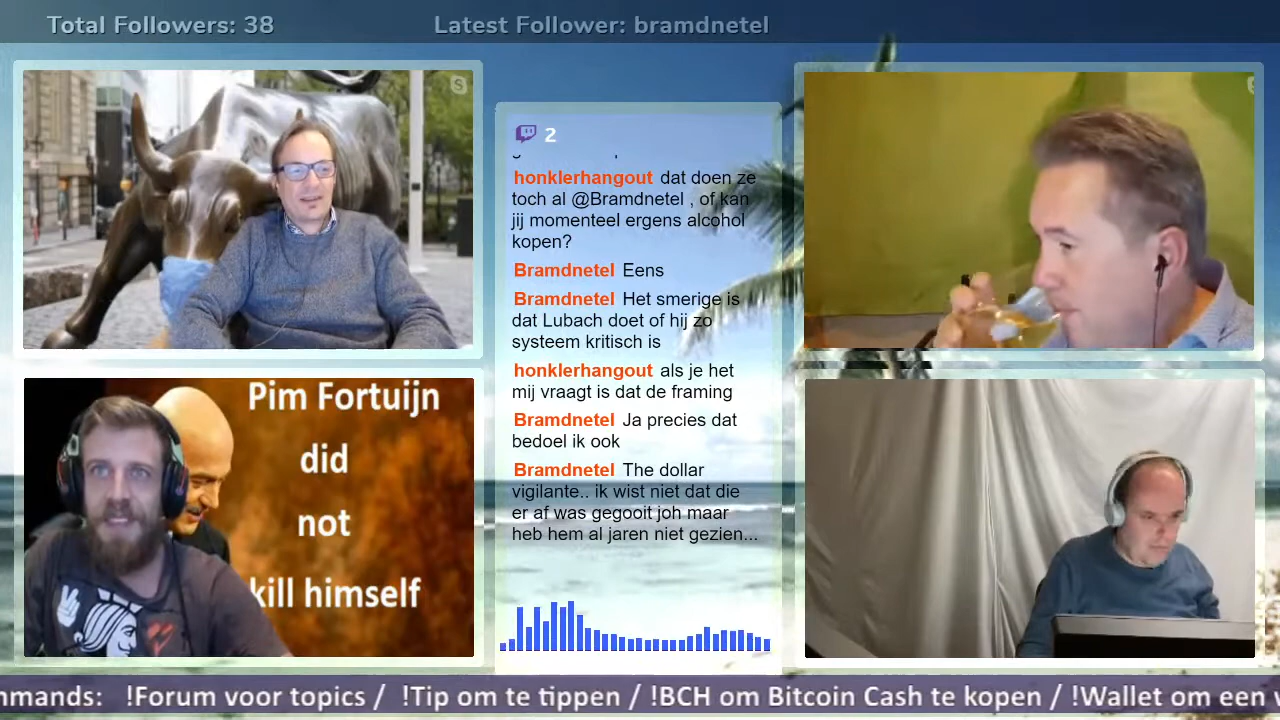 Total Followers: 38
Latest Follower: bramdnetel
2
honklerhangout dat doen ze
toch al @Bramdnetel , of kan
jij momenteel ergens alcohol
kopen?
Bramdnetel Eens
Bramdnetel Het smerige is
dat Lubach doet of hij zo
systeem kritisch is
honklerhangout als je het
mij vraagt is dat de framing
Bramdnetel Ja precies dat
bedoel ik ook
Bramdnetel The dollar
vigilante.. ik wist niet dat die
er af was gegooit joh maar
heb hem al jaren niet gezien...
Pim Fortuijn
did
not
kill himself
mmands: !Forum voor topics / !Tip om te tippen / !BCH om Bitcoin Cash te kopen / !Wallet om een